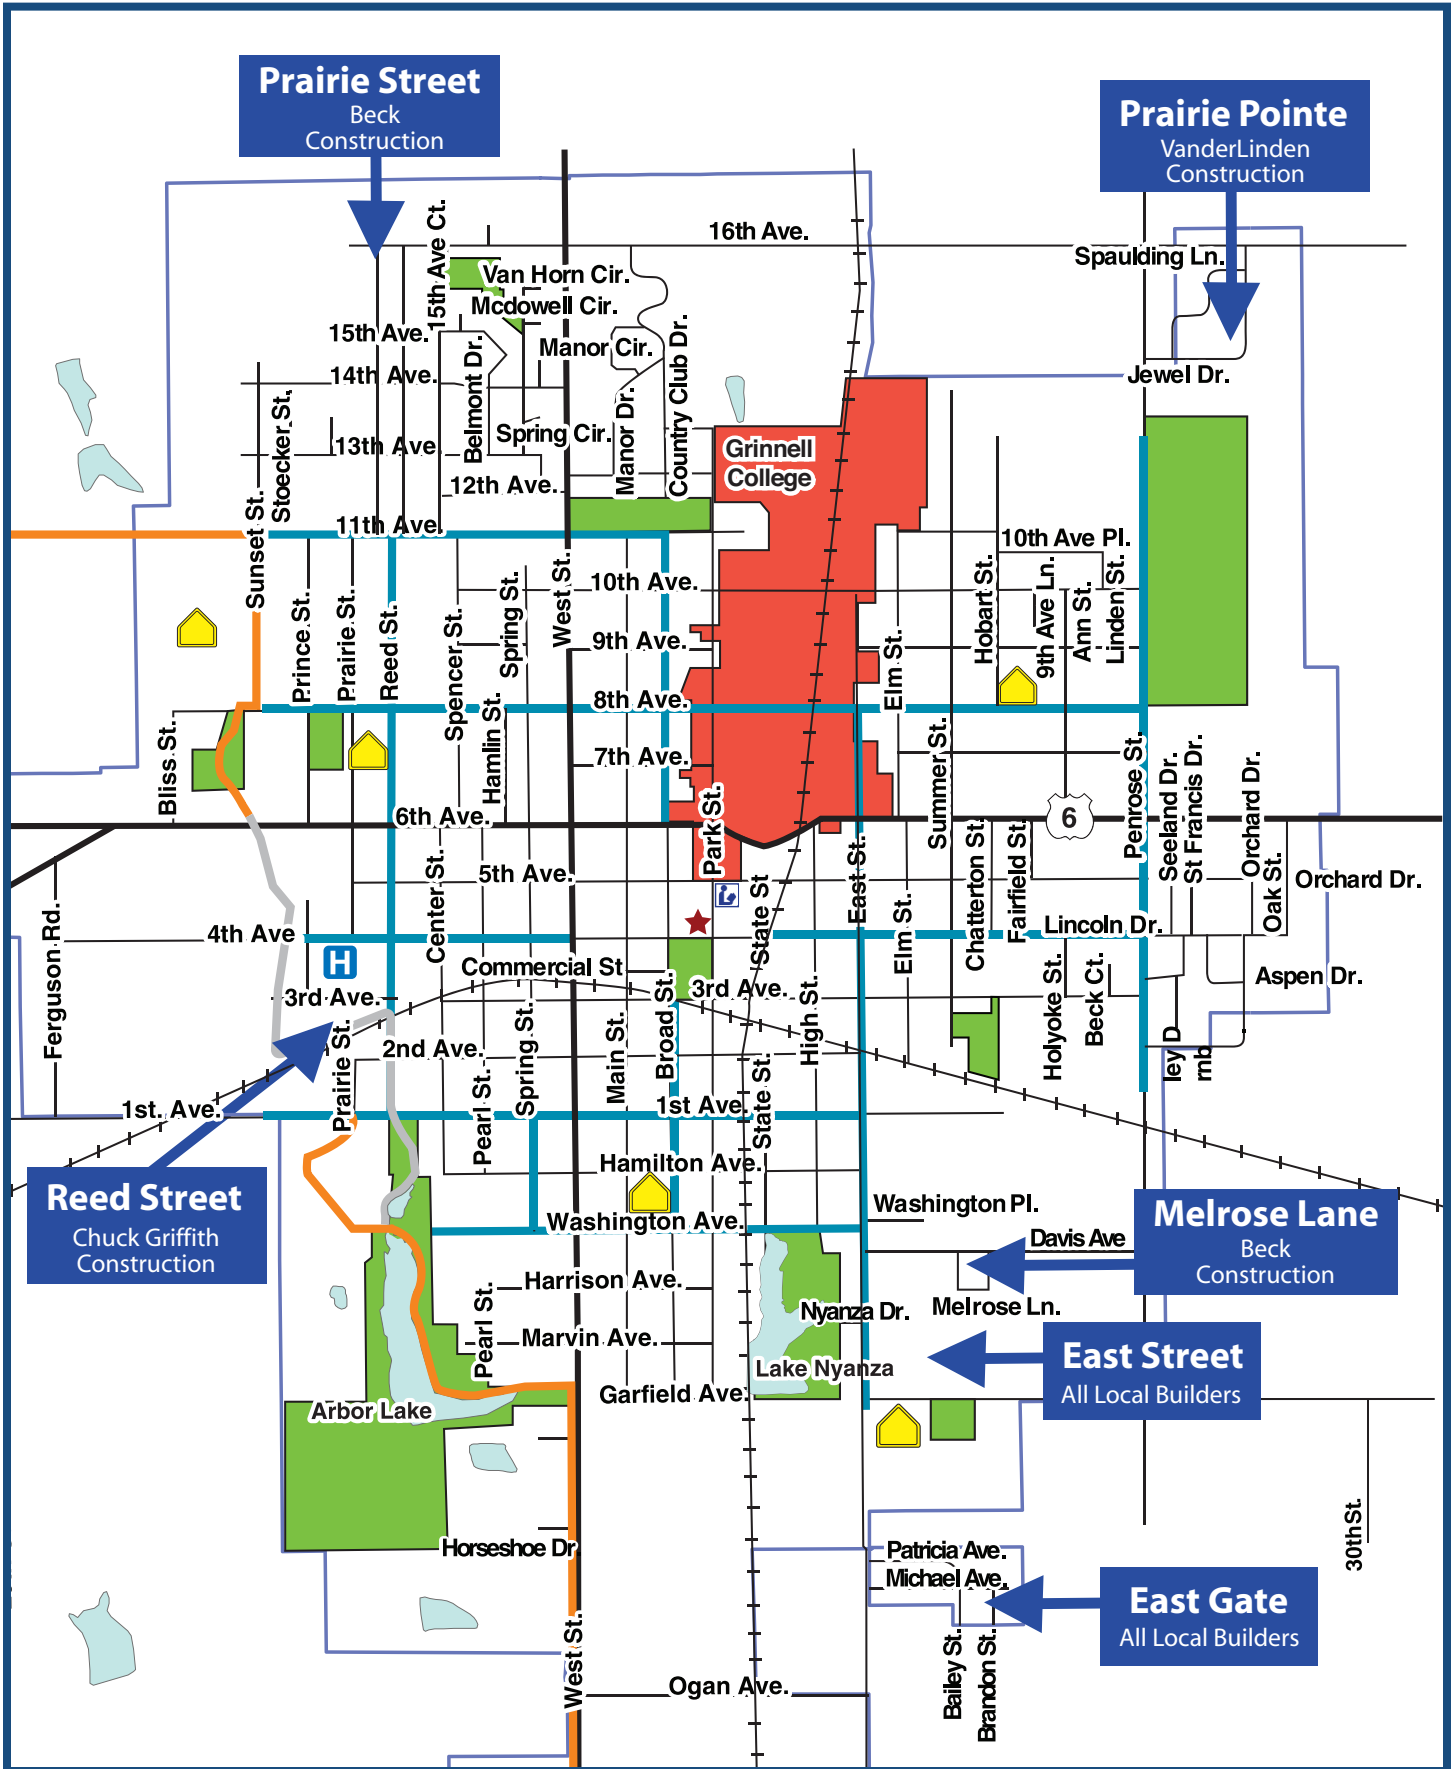 Prairie Street
Beck
Construction
Prairie Pointe
VanderLinden
Construction
16th Ave.
15th Ave Ct.
Spaulding Ln.
Van Horn Cir.
Mcdowell Cir.
15th Ave.
Manor Cir.
Belmont Dr.
Country Club Dr.
14th Ave.
Jewel Dr.
Manor Dr.
Stoecker St.
Spring Cir.
13th Ave.
Grinnell
College
12th Ave.
11th Ave.
Sunset St.
10th Ave Pl.
10th Ave.
Prince St.
Prairie St.
Reed St.
Spencer St.
Spring St.
West St.
Hobart St.
9th Ave Ln.
Ann St.
Linden St.
9th Ave.
Elm St.
8th Ave.
Hamlin St.
Bliss St.
7th Ave.
Summer St.
Penrose St.
Seeland Dr.
St Francis Dr.
Orchard Dr.
6th Ave.
6
Park St.
5th Ave.
Center St.
State St
East St.
Elm St.
Chatterton St.
Fairfield St.
Oak St.
Orchard Dr.
Ferguson Rd.
4th Ave
Lincoln Dr.
H
Commercial St
Aspen Dr.
3rd Ave.
3rd Ave.
Prairie St.
2nd Ave.
Pearl St.
Spring St.
Main St.
Broad St.
State St.
High St.
Holyoke St.
Beck Ct.
ley D
mb
1st. Ave.
1st Ave.
Hamilton Ave.
Reed Street
Chuck Griffith
Construction
Washington Pl.
Washington Ave.
Melrose Lane
Beck
Construction
Davis Ave
Harrison Ave.
Pearl St.
Melrose Ln.
Nyanza Dr.
Marvin Ave.
East Street
All Local Builders
Lake Nyanza
Garfield Ave.
Arbor Lake
Horseshoe Dr
30thSt.
Patricia Ave.
Michael Ave.
East Gate
All Local Builders
West St.
Bailey St.
Brandon St.
Ogan Ave.